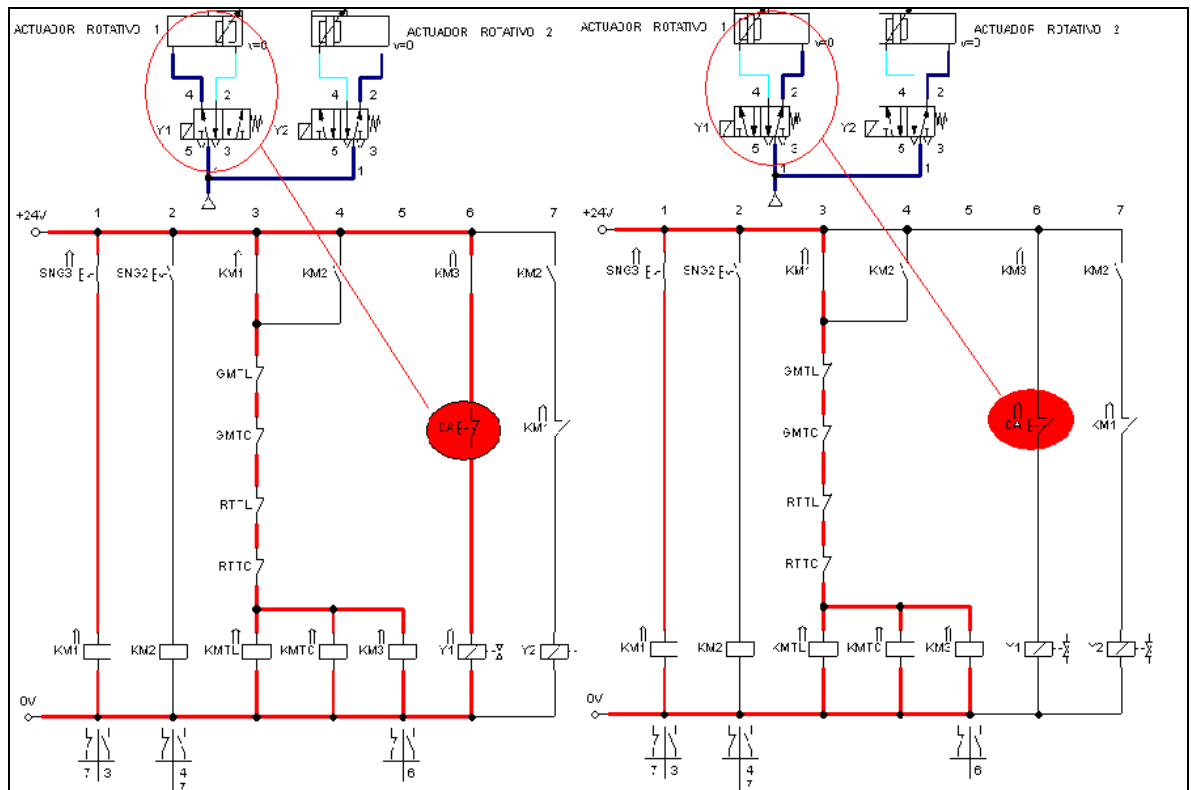 ACTUADOR ROTATIVO 1
v=0
v=0
ACTUADOR ROTATIVO 2
4 2 4 2
Y1 Y2
5 3 5 3
1 1
+24V 1 2 3 4 5 6 7
SNG3 SNG2 KM1 KM2 KM3 KM2
GMTL
GMTC CA KM1
RTTL
RTTC
KM1 KM2 KMTL KMTC KM3 Y1 Y2
0V
7 3 4 6
7
ACTUADOR ROTATIVO 1
v=0
v=0
ACTUADOR ROTATIVO 2
4 2 4 2
Y1 Y2
5 3 5 3
1 1
+24V 1 2 3 4 5 6 7
SNG3 SNG2 KM1 KM2 KM3 KM2
GMTL
GMTC CA KM1
RTTL
RTTC
KM1 KM2 KMTL KMTC KM3 Y1 Y2
0V
7 3 4 6
7